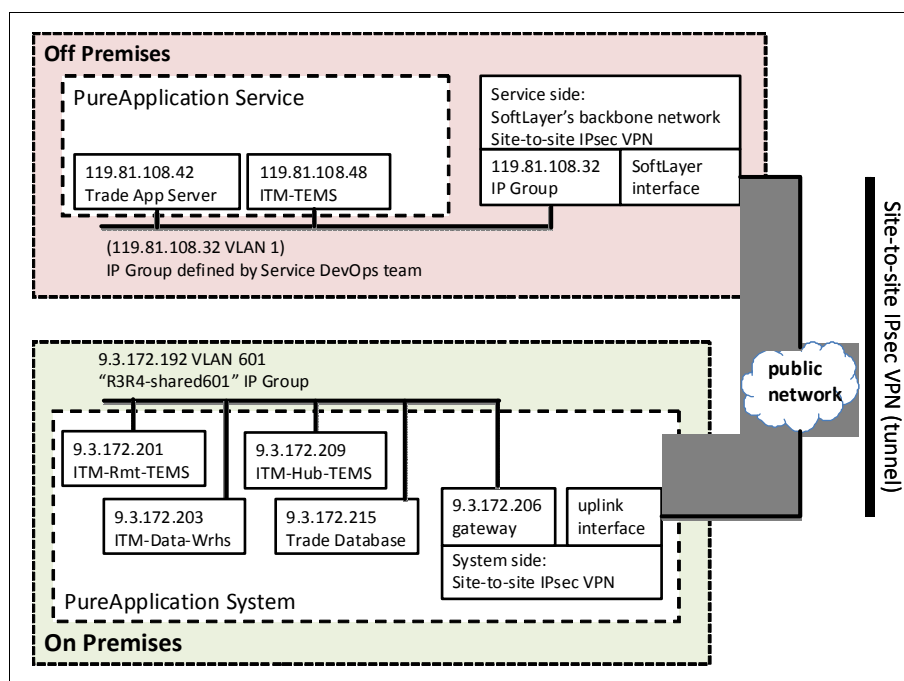 Off Premises
PureApplication Service
119.81.108.42
Trade App Server
119.81.108.48
ITM-TEMS
Service side:
SoftLayer's backbone network
Site-to-site IPsec VPN
119.81.108.32
IP Group
SoftLayer
interface
(119.81.108.32 VLAN 1)
IP Group defined by Service DevOps team
Site-to-site IPsec VPN (tunnel)
public
network
9.3.172.192 VLAN 601
“R3R4-shared601” IP Group
9.3.172.201
ITM-Rmt-TEMS
9.3.172.209
ITM-Hub-TEMS
9.3.172.203
ITM-Data-Wrhs
9.3.172.215
Trade Database
9.3.172.206
gateway
uplink
interface
System side:
Site-to-site IPsec VPN
PureApplication System
On Premises